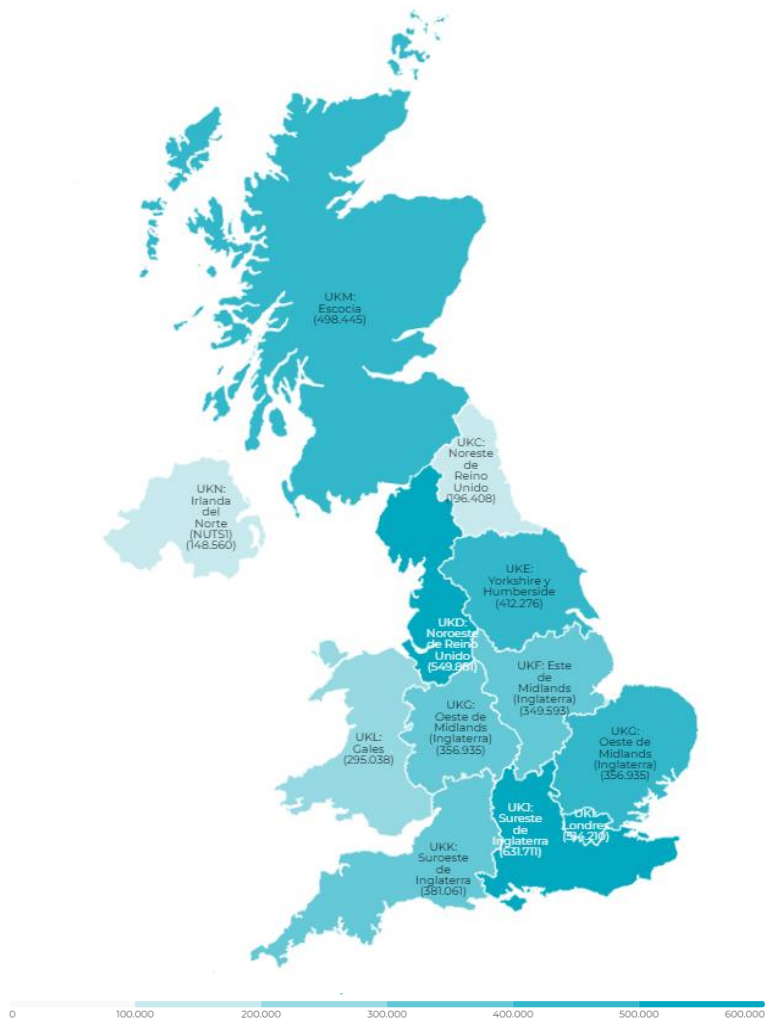 UKM:
Escocia
(498.445)
UKC:
Noreste
de
Reino
Unido
(196.408)
UKN:
Irlanda
del
Norte
(NUTS1)
(148.560)
UKE:
Yorkshire y
Humberside
(412.276)
UKD:
Noroeste
de Reino
Unido
(549.881)
UKF: Este
de
Midlands
(Inglaterra)
(349.593)
UKG:
Oeste de
Midlands
(Inglaterra)
(356.935)
UKG:
Oeste de
Midlands
(Inglaterra)
(356.935)
UKL:
Gales
(295.038)
UKJ:
Sureste
de
Inglaterra
(631.711)
UKI:
Londres
(514.210)
UKK:
Suroeste
de
Inglaterra
(381.061)
0 100.000 200.000 300.000 400.000 500.000 600.000